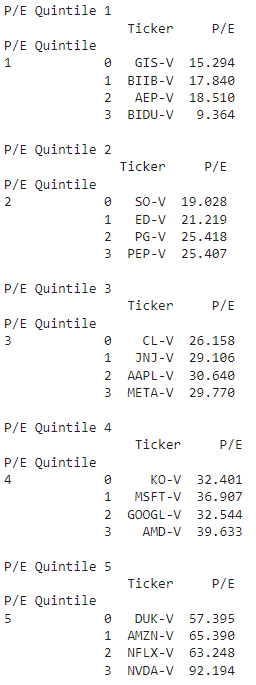 P/E Quintile 1
Ticker P/E
P/E Quintile
1 0 GIS-V 15.294
1 BIIB-V 17.840
2 AEP-V 18.510
3 BIDU-V 9.364
P/E Quintile 2
Ticker P/E
P/E Quintile
2 0 SO-V 19.028
1 ED-V 21.219
2 PG-V 25.418
3 PEP-V 25.407
P/E Quintile 3
Ticker P/E
P/E Quintile
3 0 CL-V 26.158
1 JNJ-V 29.106
2 AAPL-V 30.640
3 META-V 29.770
P/E Quintile 4
Ticker P/E
P/E Quintile
4 0 KO-V 32.401
1 MSFT-V 36.907
2 GOOGL-V 32.544
3 AMD-V 39.633
P/E Quintile 5
Ticker P/E
P/E Quintile
5 0 DUK-V 57.395
1 AMZN-V 65.390
2 NFLX-V 63.248
3 NVDA-V 92.194